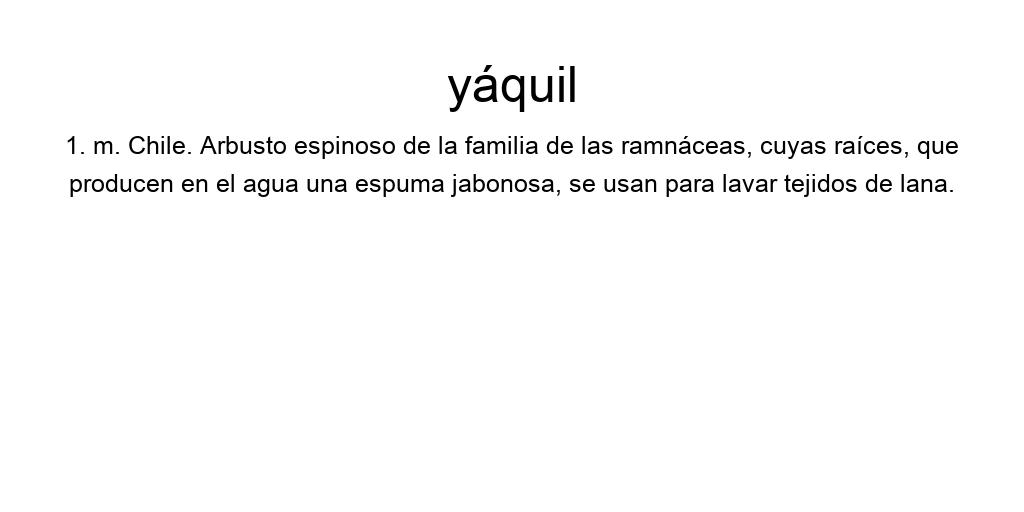 yáquil
1. m. Chile. Arbusto espinoso de la familia de las ramnáceas, cuyas raíces, que
producen en el agua una espuma jabonosa, se usan para lavar tejidos de lana.